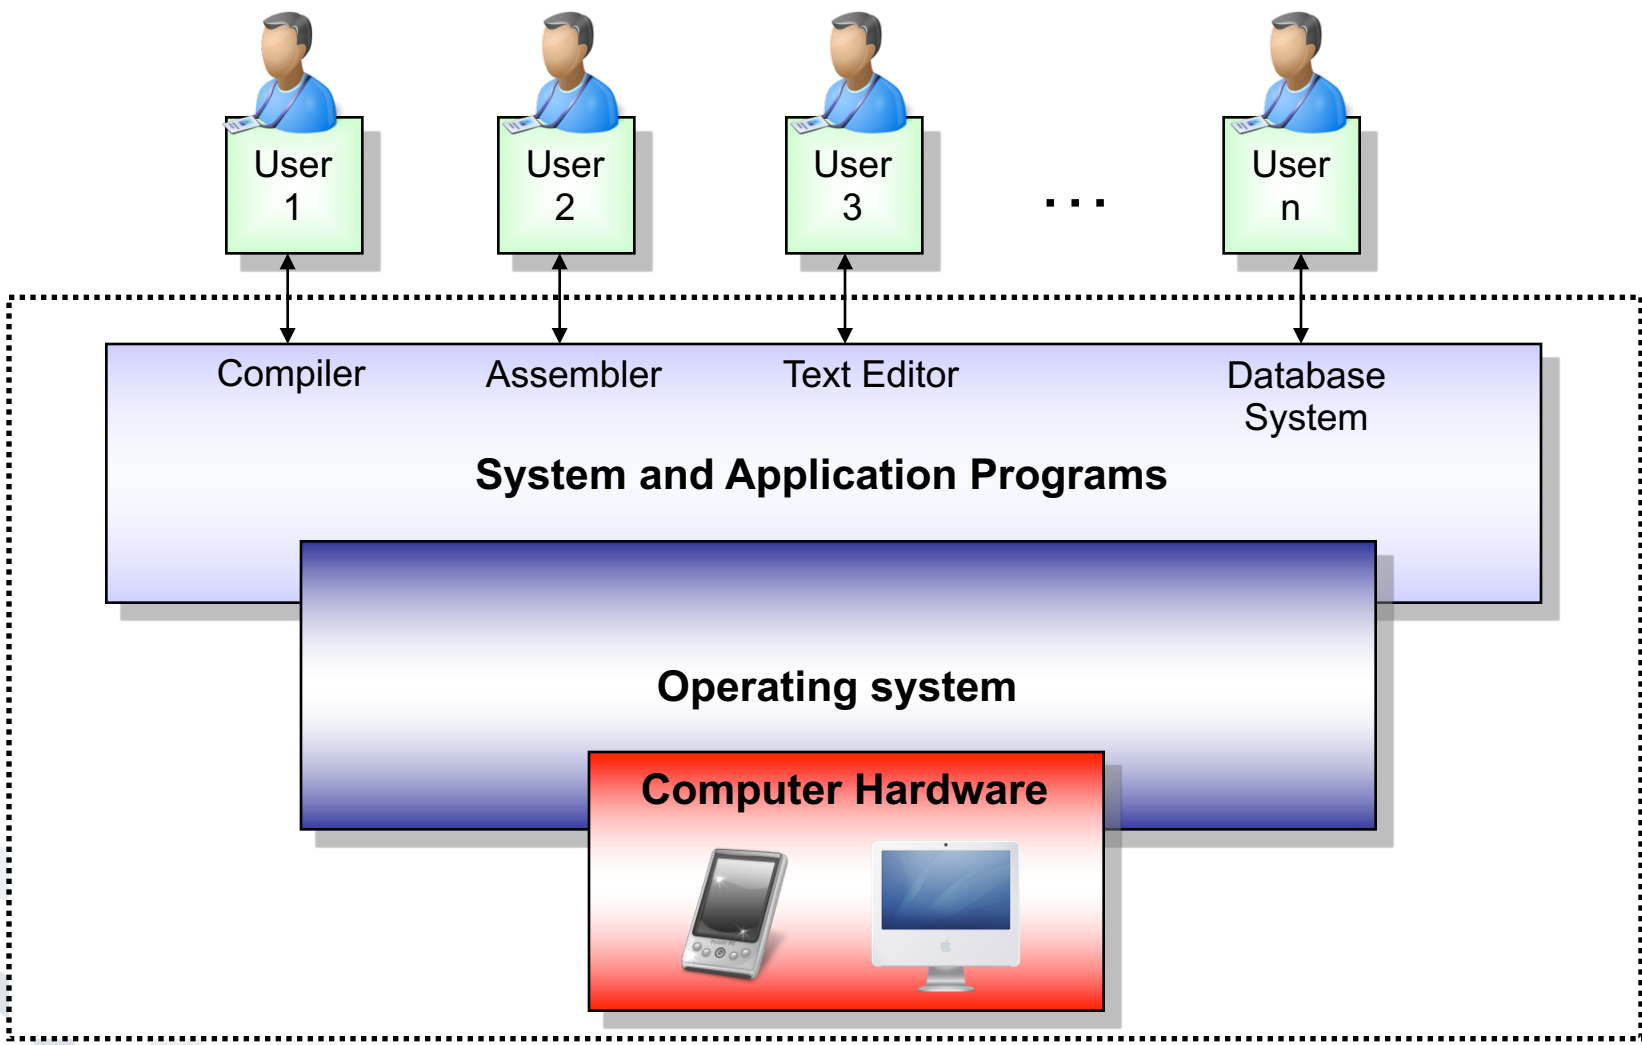 User
1
User
2
User
3
...
User
n
Compiler
Assembler
Text Editor
Database
System
System and Application Programs
Operating system
Computer Hardware